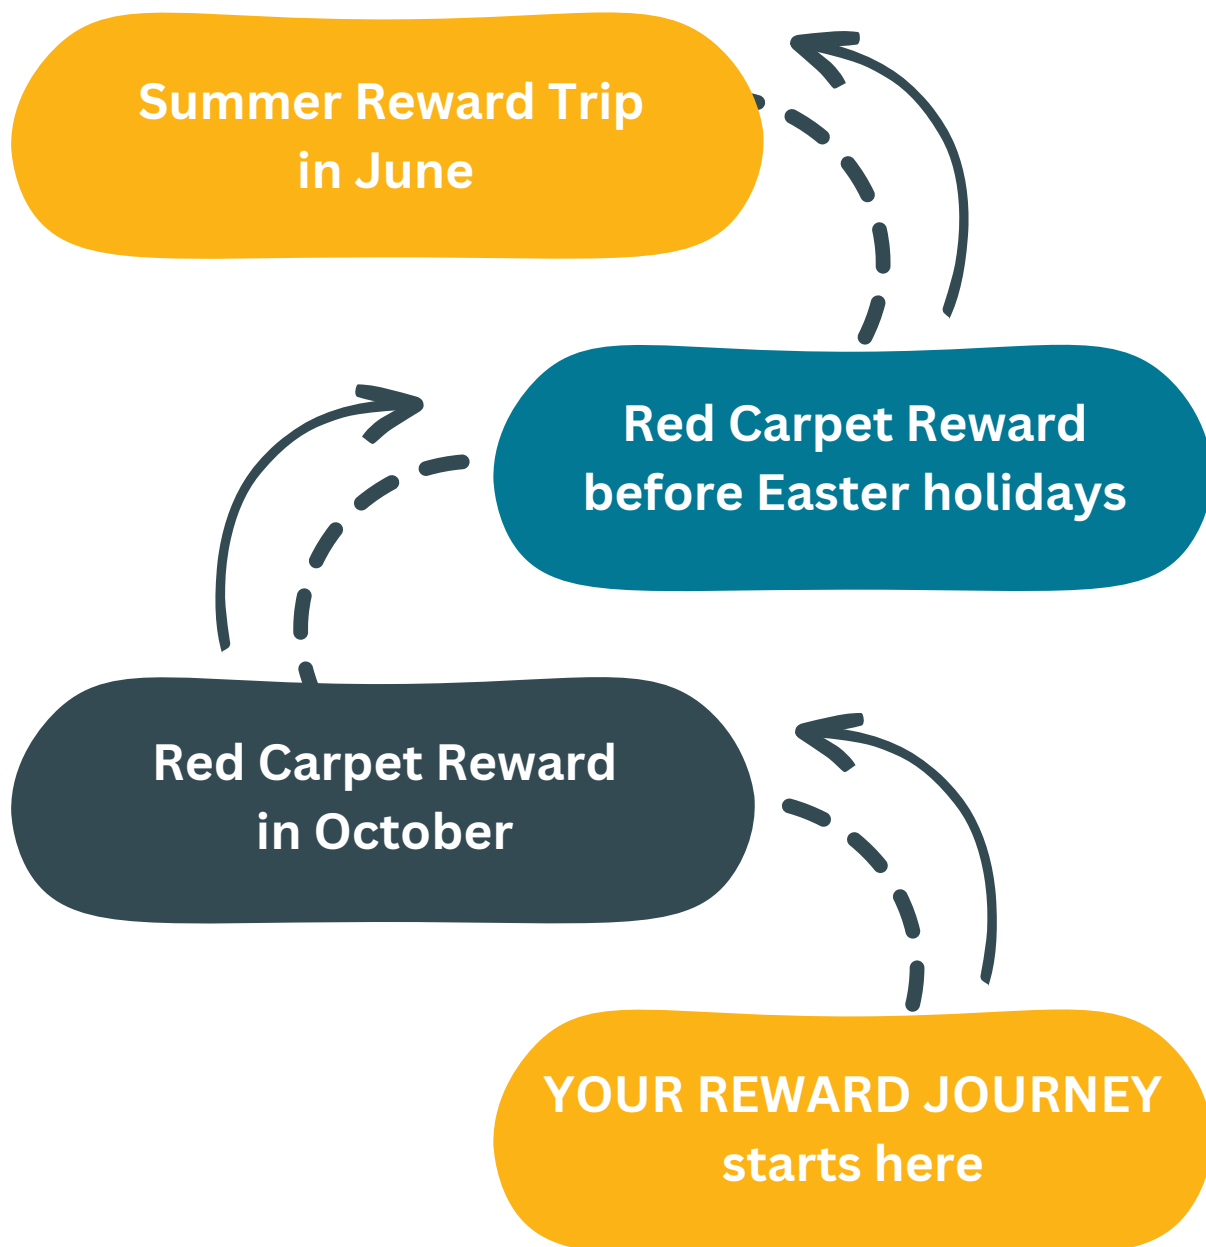 Summer Reward Trip
in June
Red Carpet Reward
before Easter holidays
Red Carpet Reward
in October
YOUR REWARD JOURNEY
starts here